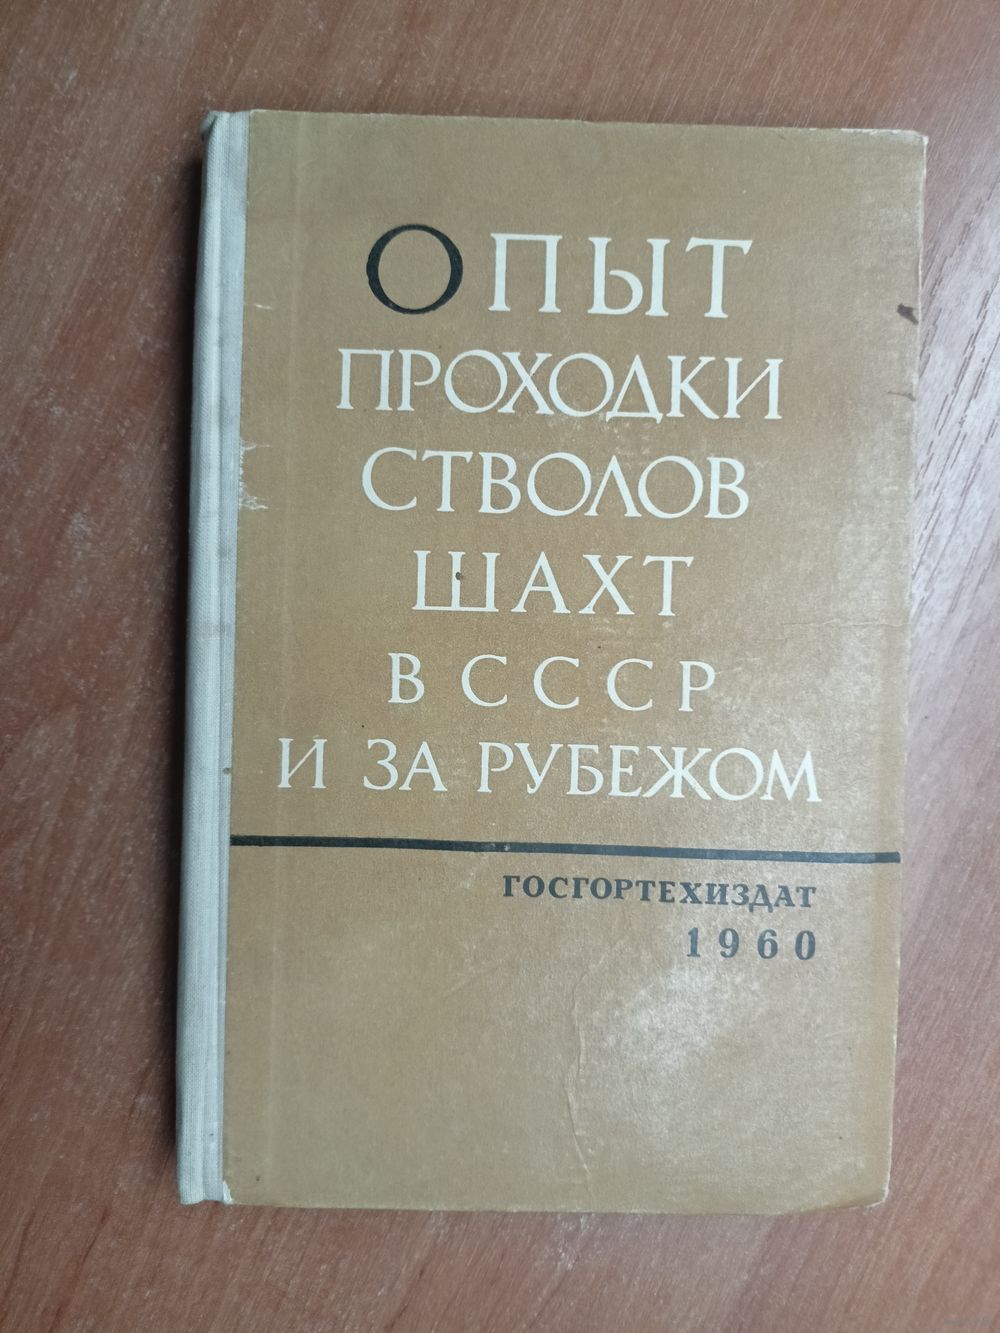 Опыт
проходки
стволов
шахт
в СССР
и за рубежом
Госгортехиздат
1960